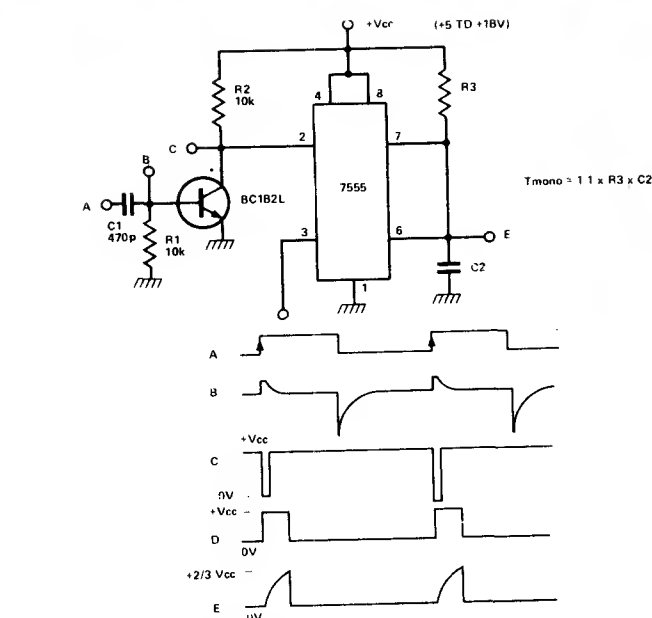 +Vcc (+5 TO +18V)
R2
10k
4
8
R3
C
2
7
B
7555
Tmono = 1 1 x R3 x C2
A
BC182L
C1
470p
R1
10k
3
6
E
C2
1
A
B
+Vcc
C
0V
+Vcc
D
0V
+2/3 Vcc
E
0V